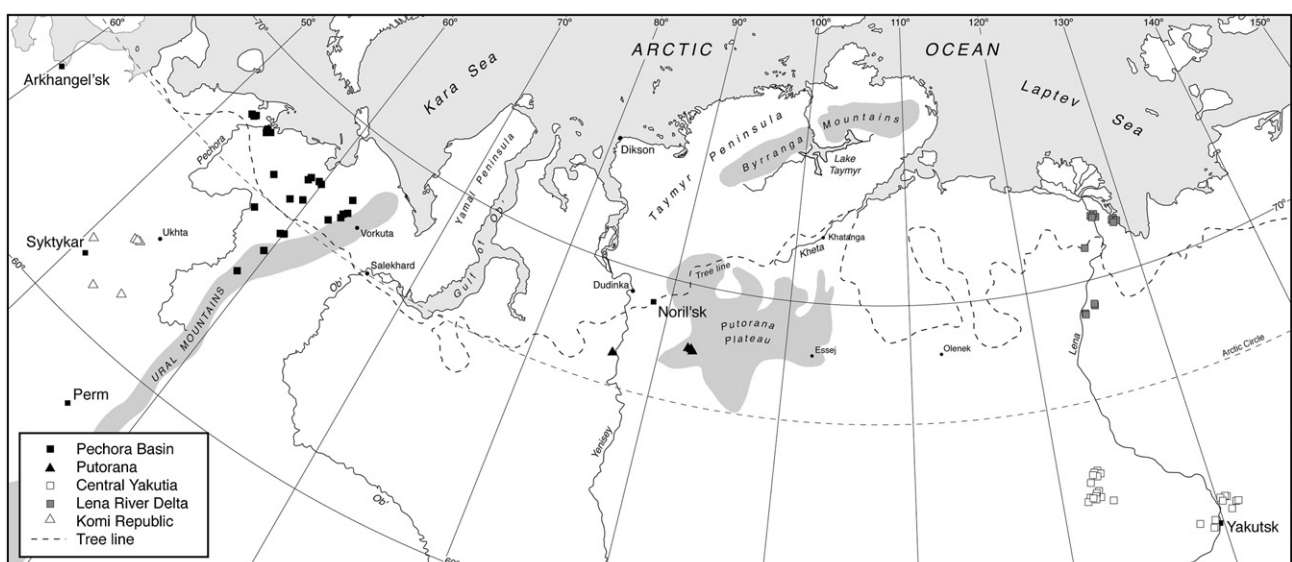 60°
70°
50°
60°
70°
80°
90°
100°
110°
120°
130°
140°
150°
ARCTIC OCEAN
Arkhangel'sk
Kara Sea
Laptev Sea
Dikson
Taymyr Peninsula
Byrranga Mountains
Lake
Taymyr
Pechora
Yamal Peninsula
Gulf of Ob'
Vorkuta
Ukhta
Syktykar
Salekhard
Ob'
Khatanga
Kheta
Tree line
70°
60°
Dudinka
Noril'sk
Putorana
Plateau
Essej
Olenek
Lena
Arctic Circle
URAL MOUNTAINS
Perm
Yenisey
Ob'
60°
Yakutsk
Pechora Basin
Putorana
Central Yakutia
Lena River Delta
Komi Republic
Tree line